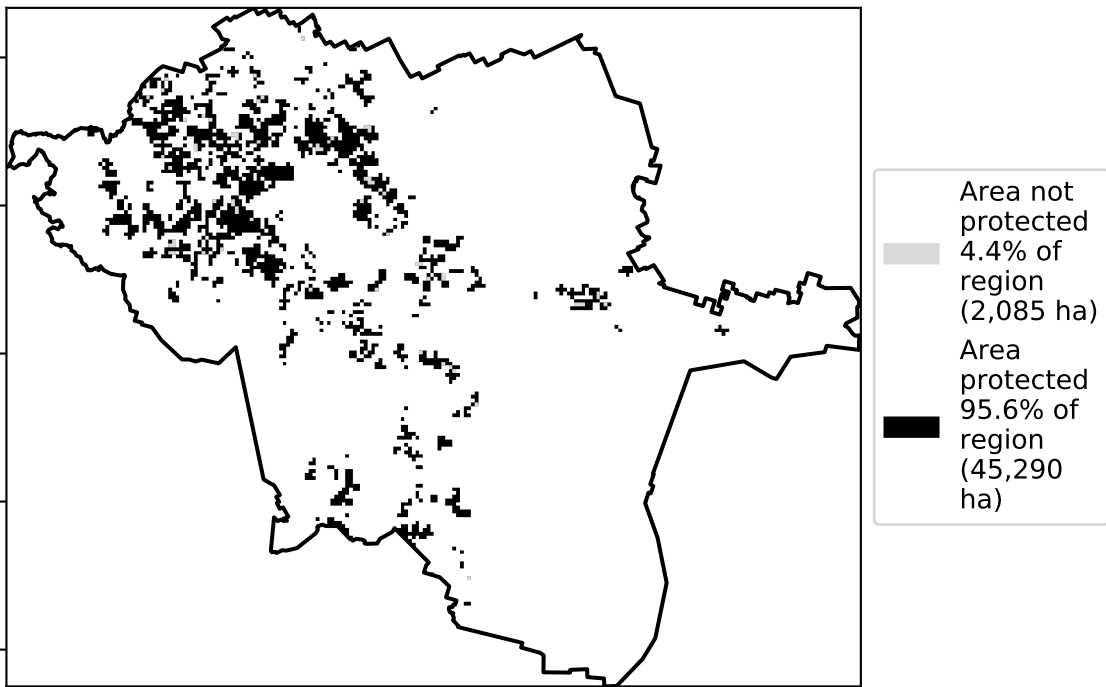 Area not
protected
4.4% of
region
(2,085 ha)
Area
protected
95.6% of
region
(45,290
ha)